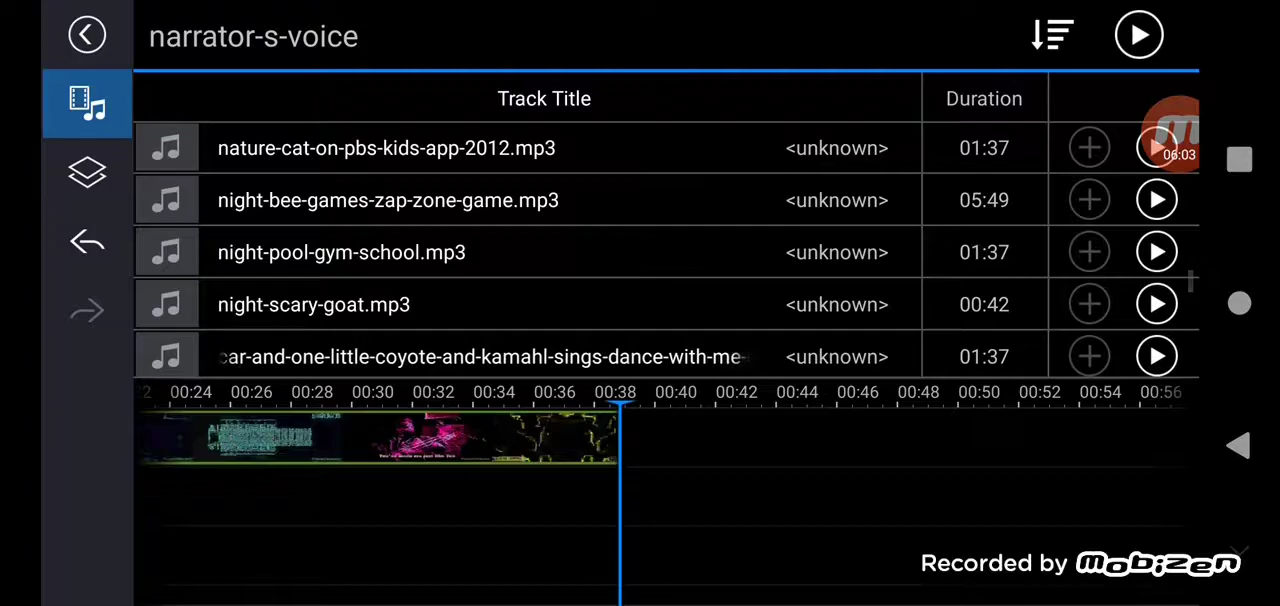 narrator-s-voice
Track Title Duration
nature-cat-on-pbs-kids-app-2012.mp3 <unknown> 01:37
06:03
night-bee-games-zap-zone-game.mp3 <unknown> 05:49
night-pool-gym-school.mp3 <unknown> 01:37
night-scary-goat.mp3 <unknown> 00:42
car-and-one-little-coyote-and-kamahl-sings-dance-with-me- <unknown> 01:37
22 00:24 00:26 00:28 00:30 00:32 00:34 00:36 00:38 00:40 00:42 00:44 00:46 00:48 00:50 00:52 00:54 00:56
Recorded by mobizen